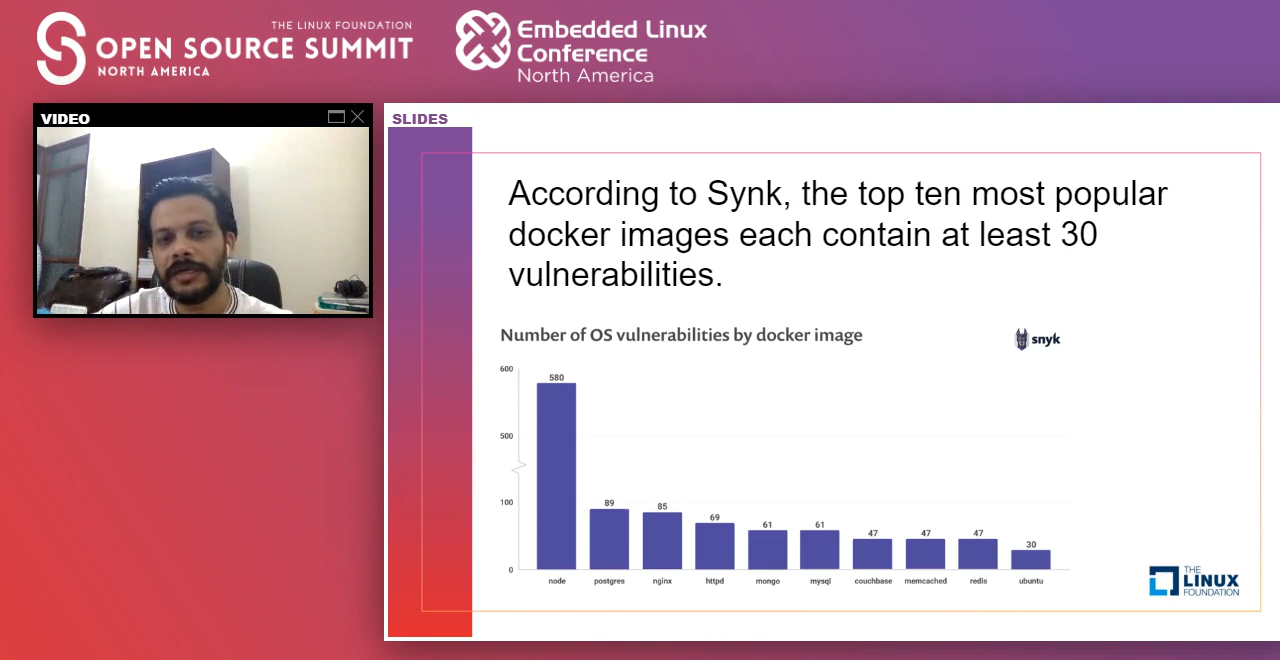 THE LINUX FOUNDATION
OPEN SOURCE SUMMIT
NORTH AMERICA
Embedded Linux
Conference
North America
VIDEO
SLIDES
According to Synk, the top ten most popular
docker images each contain at least 30
vulnerabilities.
Number of OS vulnerabilities by docker image
snyk
600
580
500
100
89
85
69
61
61
47
47
47
30
0
node postgres nginx httpd mongo mysql couchbase memcached redis ubuntu
THE
LINUX
FOUNDATION